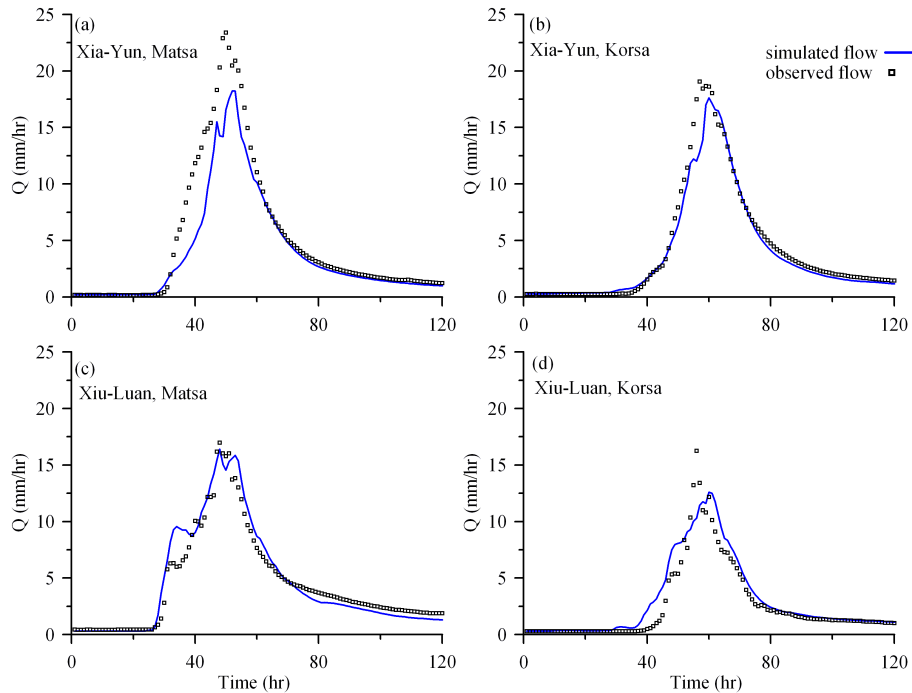 (a)
Xia-Yun, Matsa
25
20
15
10
5
0
Q (mm/hr)
0 40 80 120
(b)
Xia-Yun, Korsa
simulated flow
observed flow
25
20
15
10
5
0
Q (mm/hr)
0 40 80 120
(c)
Xiu-Luan, Matsa
25
20
15
10
5
0
Q (mm/hr)
0 40 80 120
Time (hr)
(d)
Xiu-Luan, Korsa
25
20
15
10
5
0
Q (mm/hr)
0 40 80 120
Time (hr)